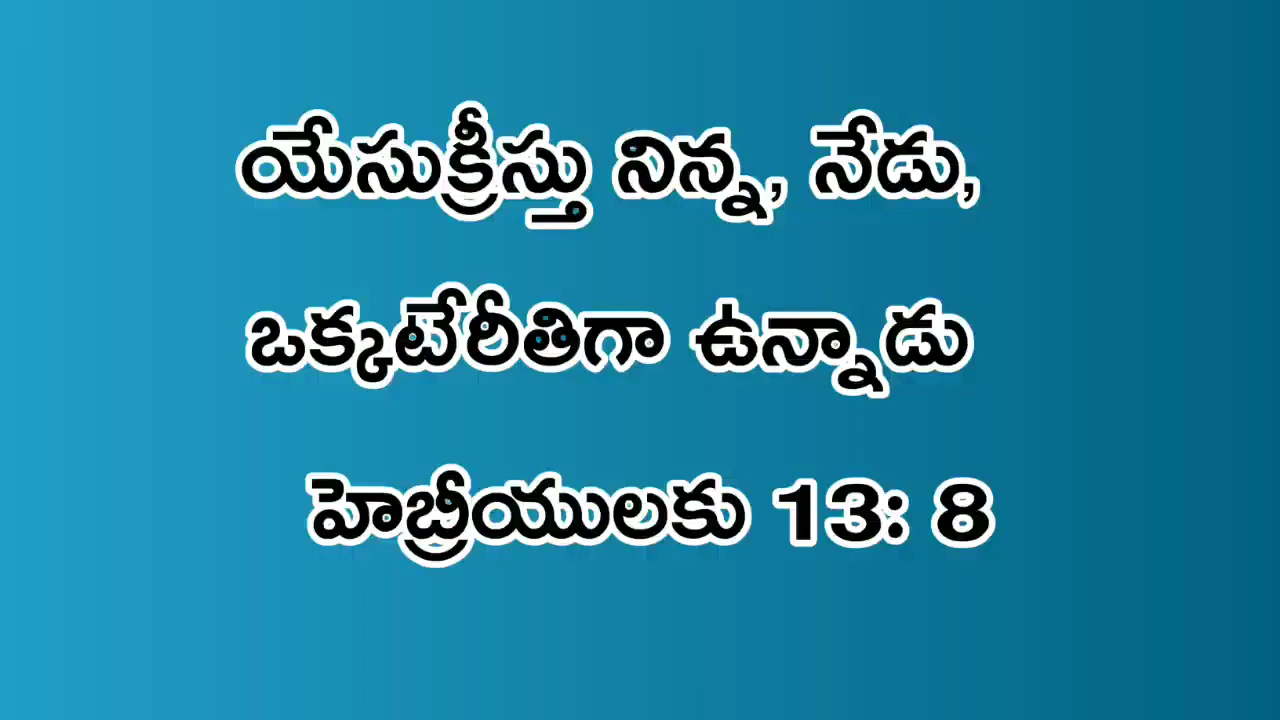 యేసుక్రీస్తు నిన్న, నేడు,
ఒక్కటేరీతిగా ఉన్నాడు
హెబ్రీయులకు 13: 8